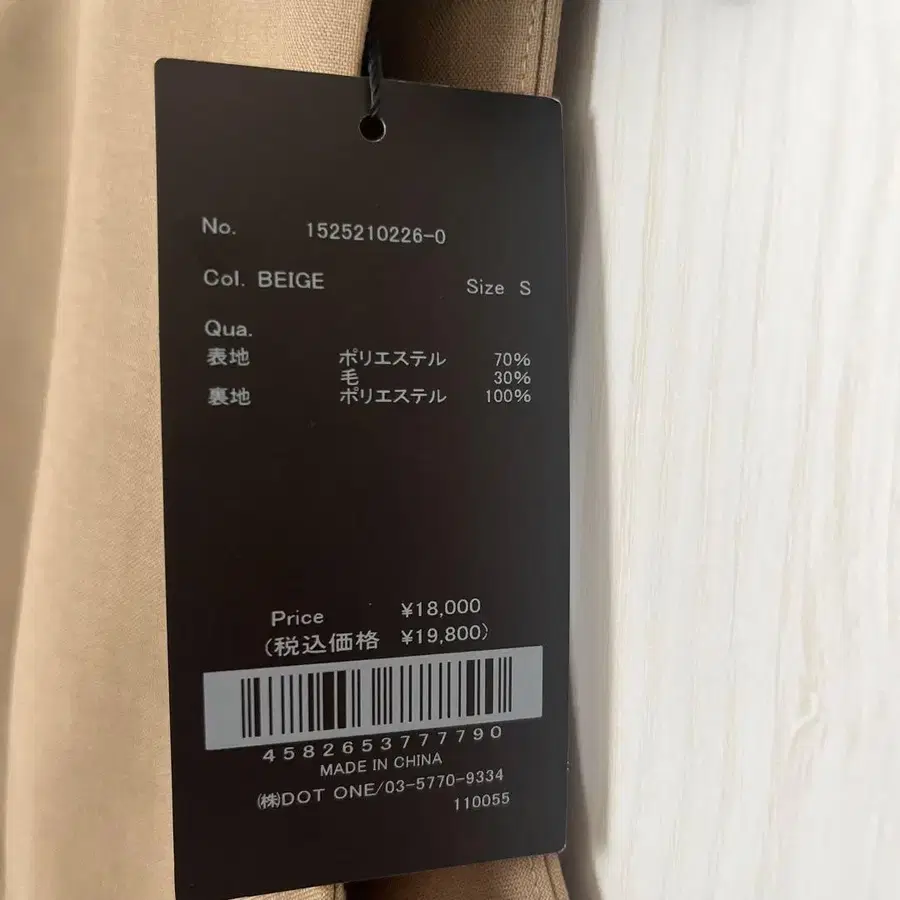 No. 1525210226-0
Col. BEIGE Size S
Qua.
表地 ポリエステル 70%
毛 30%
裏地 ポリエステル 100%
Price ¥18,000
(税込価格 ¥19,800)
4582653777790
MADE IN CHINA
㈱DOT ONE/03-5770-9334
110055